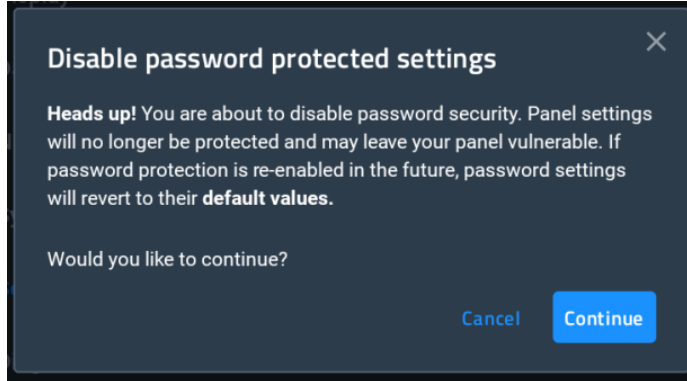 Disable password protected settings
Heads up! You are about to disable password security. Panel settings
will no longer be protected and may leave your panel vulnerable. If
password protection is re-enabled in the future, password settings
will revert to their default values.
Would you like to continue?
Cancel
Continue